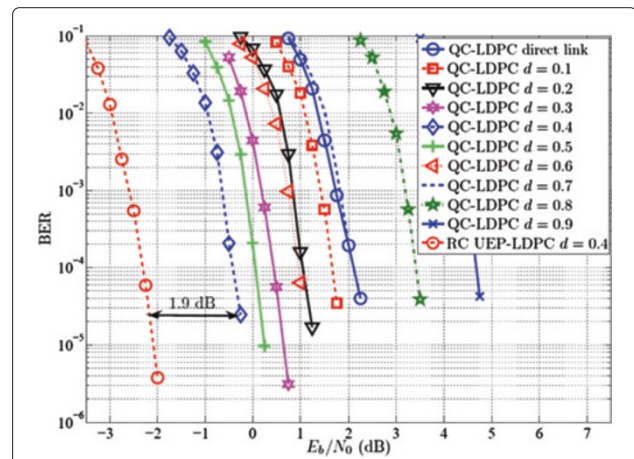 10⁻¹
10⁻²
10⁻³
10⁻⁴
10⁻⁵
10⁻⁶
BER
QC-LDPC direct link
QC-LDPC d = 0.1
QC-LDPC d = 0.2
QC-LDPC d = 0.3
QC-LDPC d = 0.4
QC-LDPC d = 0.5
QC-LDPC d = 0.6
QC-LDPC d = 0.7
QC-LDPC d = 0.8
QC-LDPC d = 0.9
RC UEP-LDPC d = 0.4
1.9 dB
−3 −2 −1 0 1 2 3 4 5 6 7
E_b/N_0 (dB)